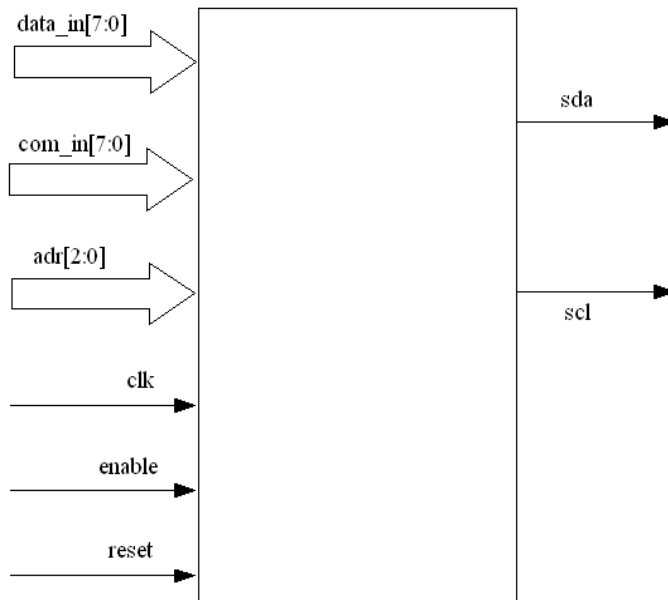 data_in[7:0]
sda
com_in[7:0]
adr[2:0]
scl
clk
enable
reset